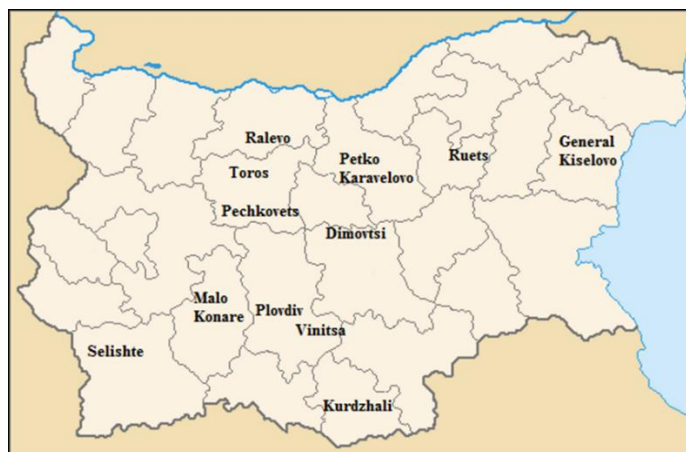 Ralevo
Petko
Karavelovo
Ruets
General
Kiselovo
Toros
Pechkovets
Dimovtsi
Malo
Konare
Plovdiv
Vinitsa
Selishte
Kurdzhali